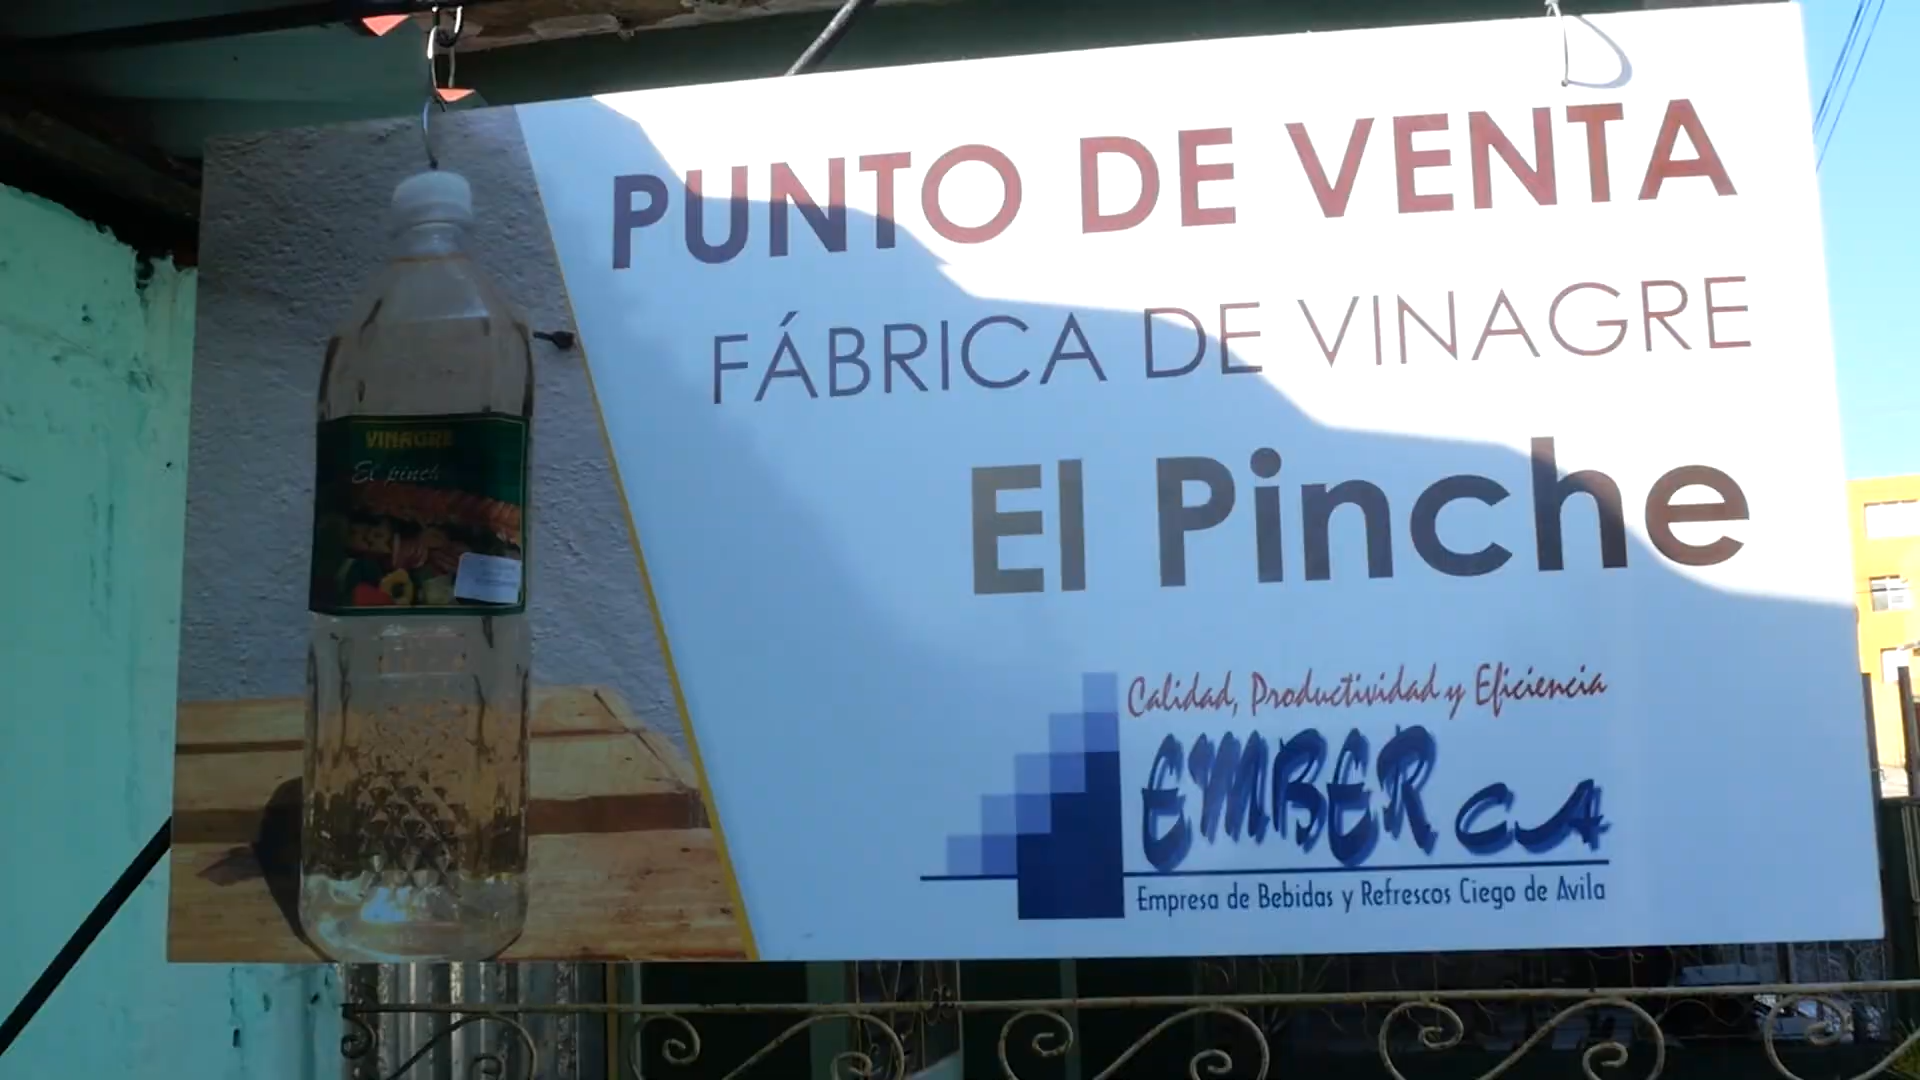 PUNTO DE VENTA
FÁBRICA DE VINAGRE
El Pinche
VINAGRE
El pinche
Calidad, Productividad y Eficiencia
EMBER CA
Empresa de Bebidas y Refrescos Ciego de Avila